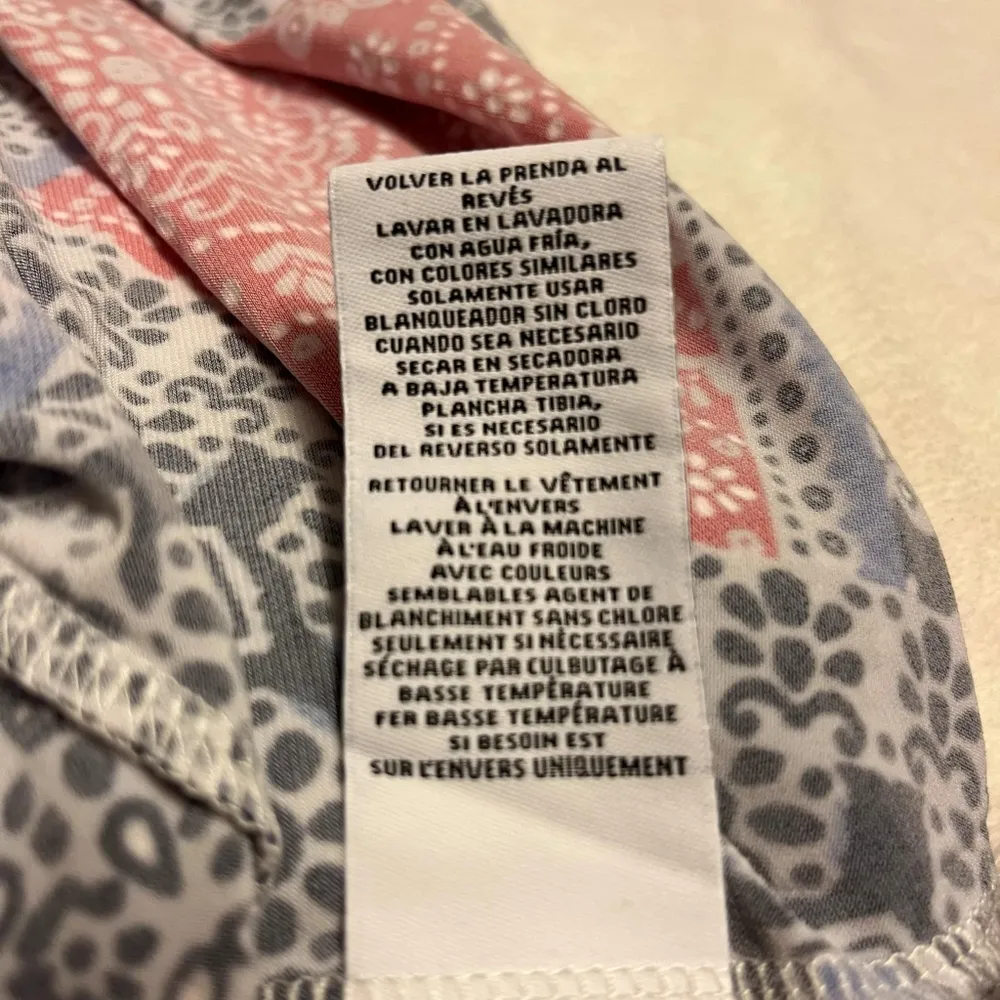 VOLVER LA PRENDA AL
REVÉS
LAVAR EN LAVADORA
CON AGUA FRÍA,
CON COLORES SIMILARES
SOLAMENTE USAR
BLANQUEADOR SIN CLORO
CUANDO SEA NECESARIO
SECAR EN SECADORA
A BAJA TEMPERATURA
PLANCHA TIBIA,
SI ES NECESARIO
DEL REVERSO SOLAMENTE
RETOURNER LE VÊTEMENT
À L'ENVERS
LAVER À LA MACHINE
À L'EAU FROIDE
AVEC COULEURS
SEMBLABLES AGENT DE
BLANCHIMENT SANS CHLORE
SEULEMENT SI NÈCESSAIRE
SÉCHAGE PAR CULBUTAGE À
BASSE TEMPÉRATURE
FER BASSE TEMPÉRATURE
SI BESOIN EST
SUR L'ENVERS UNIQUEMENT